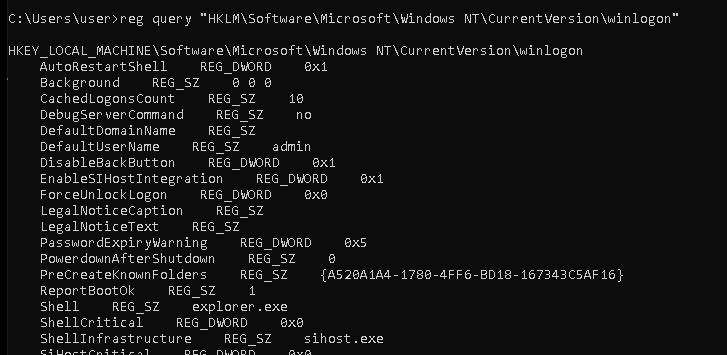 C:\Users\user>reg query "HKLM\Software\Microsoft\Windows NT\CurrentVersion\winlogon"
HKEY_LOCAL_MACHINE\Software\Microsoft\Windows NT\CurrentVersion\winlogon
AutoRestartShell    REG_DWORD    0x1
Background    REG_SZ    0 0 0
CachedLogonsCount    REG_SZ    10
DebugServerCommand    REG_SZ    no
DefaultDomainName    REG_SZ
DefaultUserName    REG_SZ    admin
DisableBackButton    REG_DWORD    0x1
EnableSIHostIntegration    REG_DWORD    0x1
ForceUnlockLogon    REG_DWORD    0x0
LegalNoticeCaption    REG_SZ
LegalNoticeText    REG_SZ
PasswordExpiryWarning    REG_DWORD    0x5
PowerdownAfterShutdown    REG_SZ    0
PreCreateKnownFolders    REG_SZ    {A520A1A4-1780-4FF6-BD18-167343C5AF16}
ReportBootOk    REG_SZ    1
Shell    REG_SZ    explorer.exe
ShellCritical    REG_DWORD    0x0
ShellInfrastructure    REG_SZ    sihost.exe
SiHostCritical    REG_DWORD    0x0